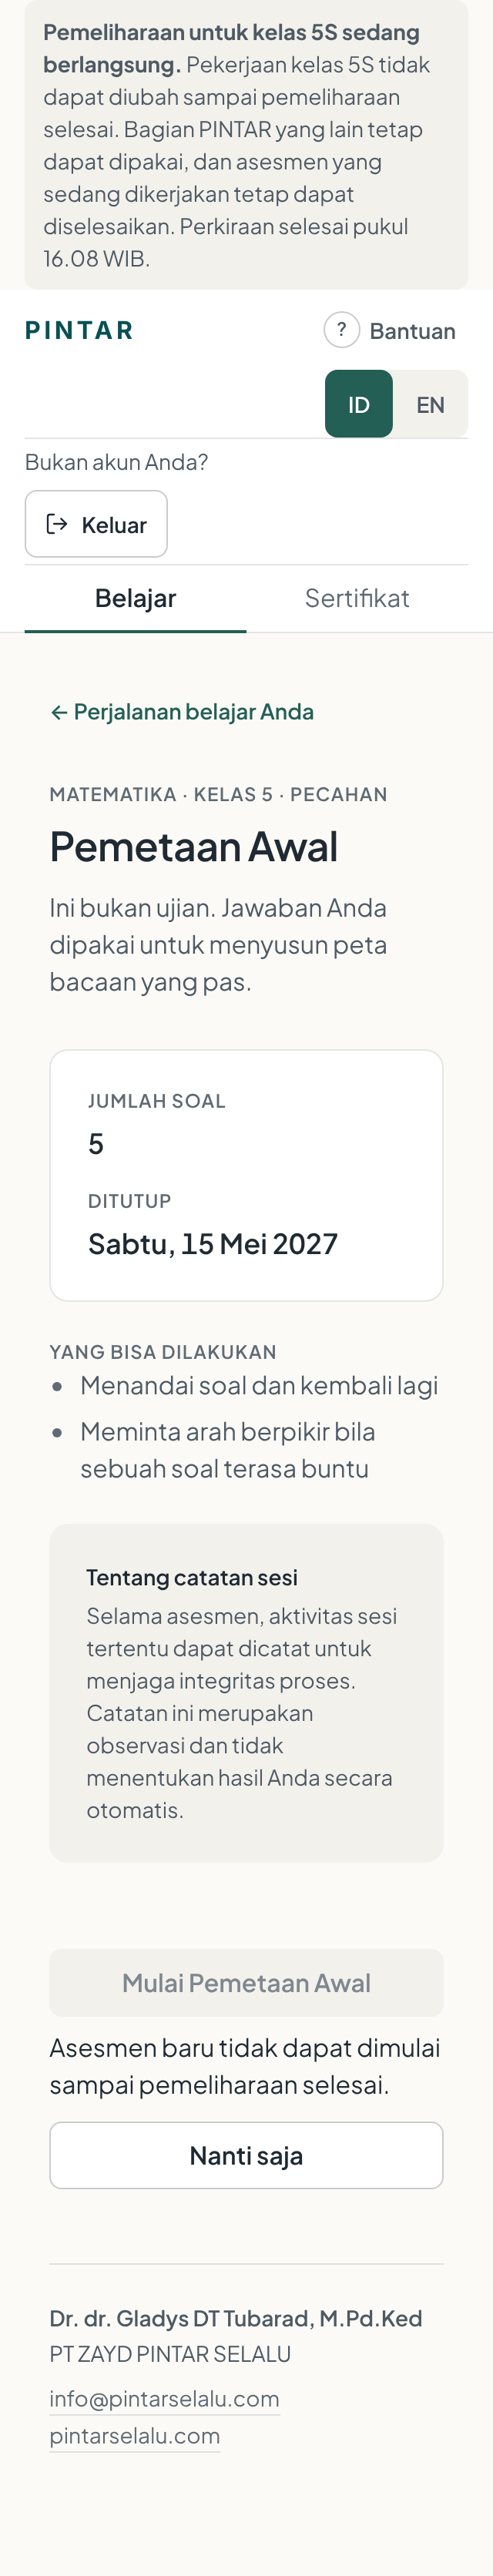 Pemeliharaan untuk kelas 5S sedang
berlangsung. Pekerjaan kelas 5S tidak
dapat diubah sampai pemeliharaan
selesai. Bagian PINTAR yang lain tetap
dapat dipakai, dan asesmen yang
sedang dikerjakan tetap dapat
diselesaikan. Perkiraan selesai pukul
16.08 WIB.
PINTAR
? Bantuan
ID EN
Bukan akun Anda?
Keluar
Belajar Sertifikat
← Perjalanan belajar Anda
MATEMATIKA · KELAS 5 · PECAHAN
Pemetaan Awal
Ini bukan ujian. Jawaban Anda
dipakai untuk menyusun peta
bacaan yang pas.
JUMLAH SOAL
5
DITUTUP
Sabtu, 15 Mei 2027
YANG BISA DILAKUKAN
• Menandai soal dan kembali lagi
• Meminta arah berpikir bila
sebuah soal terasa buntu
Tentang catatan sesi
Selama asesmen, aktivitas sesi
tertentu dapat dicatat untuk
menjaga integritas proses.
Catatan ini merupakan
observasi dan tidak
menentukan hasil Anda secara
otomatis.
Mulai Pemetaan Awal
Asesmen baru tidak dapat dimulai
sampai pemeliharaan selesai.
Nanti saja
Dr. dr. Gladys DT Tubarad, M.Pd.Ked
PT ZAYD PINTAR SELALU
info@pintarselalu.com
pintarselalu.com